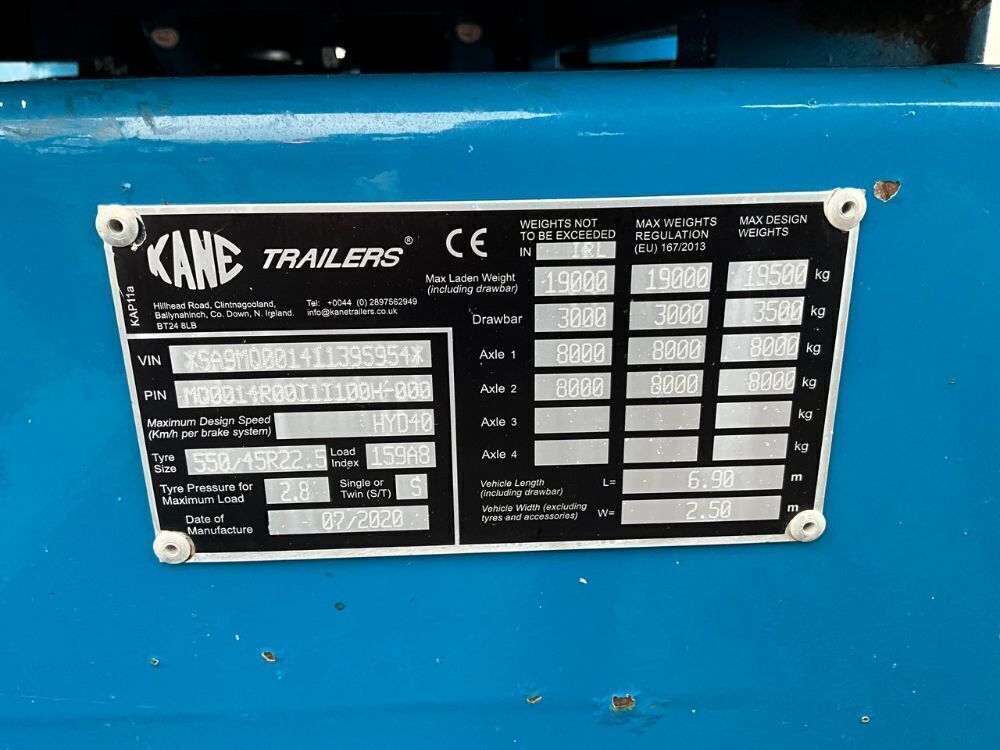 KANE TRAILERS® CE
KAP11a
Hillhead Road, Clintnagooland,
Ballynahinch, Co. Down, N. Ireland.
BT24 8LB
Tel: +0044 (0) 2897562949
info@kanetrailers.co.uk
VIN *SA9MD0014I1395954*
PIN MD0014R00I1I100H-000
Maximum Design Speed
(Km/h per brake system) HYD40
Tyre
Size 550/45R22.5
Load
Index 159A8
Tyre Pressure for
Maximum Load 2.8
Single or
Twin (S/T) S
Date of
Manufacture 07/2020
WEIGHTS NOT
TO BE EXCEEDED
IN IRL
MAX WEIGHTS
REGULATION
(EU) 167/2013
MAX DESIGN
WEIGHTS
Max Laden Weight
(including drawbar) 19000 19000 19500 kg
Drawbar 3000 3000 3500 kg
Axle 1 8000 8000 8000 kg
Axle 2 8000 8000 8000 kg
Axle 3 kg
Axle 4 kg
Vehicle Length
(including drawbar) L= 6.90 m
Vehicle Width (excluding
tyres and accessories) W= 2.50 m